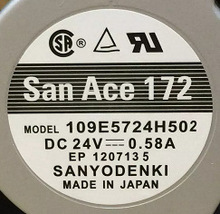 San Ace 172
MODEL 109E5724H502
DC 24V ⎓ 0.58A
EP 1207135
SANYODENKI
MADE IN JAPAN